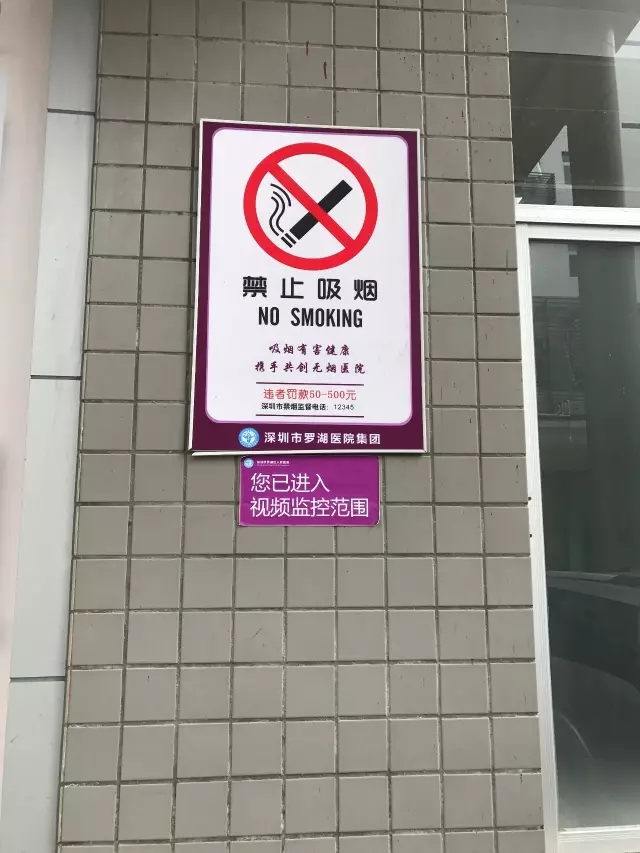 禁止吸烟
NO SMOKING
吸烟有害健康
携手共创无烟医院
违者罚款50-500元
深圳市禁烟监督电话: 12345
深圳市罗湖医院集团
您已进入
视频监控范围